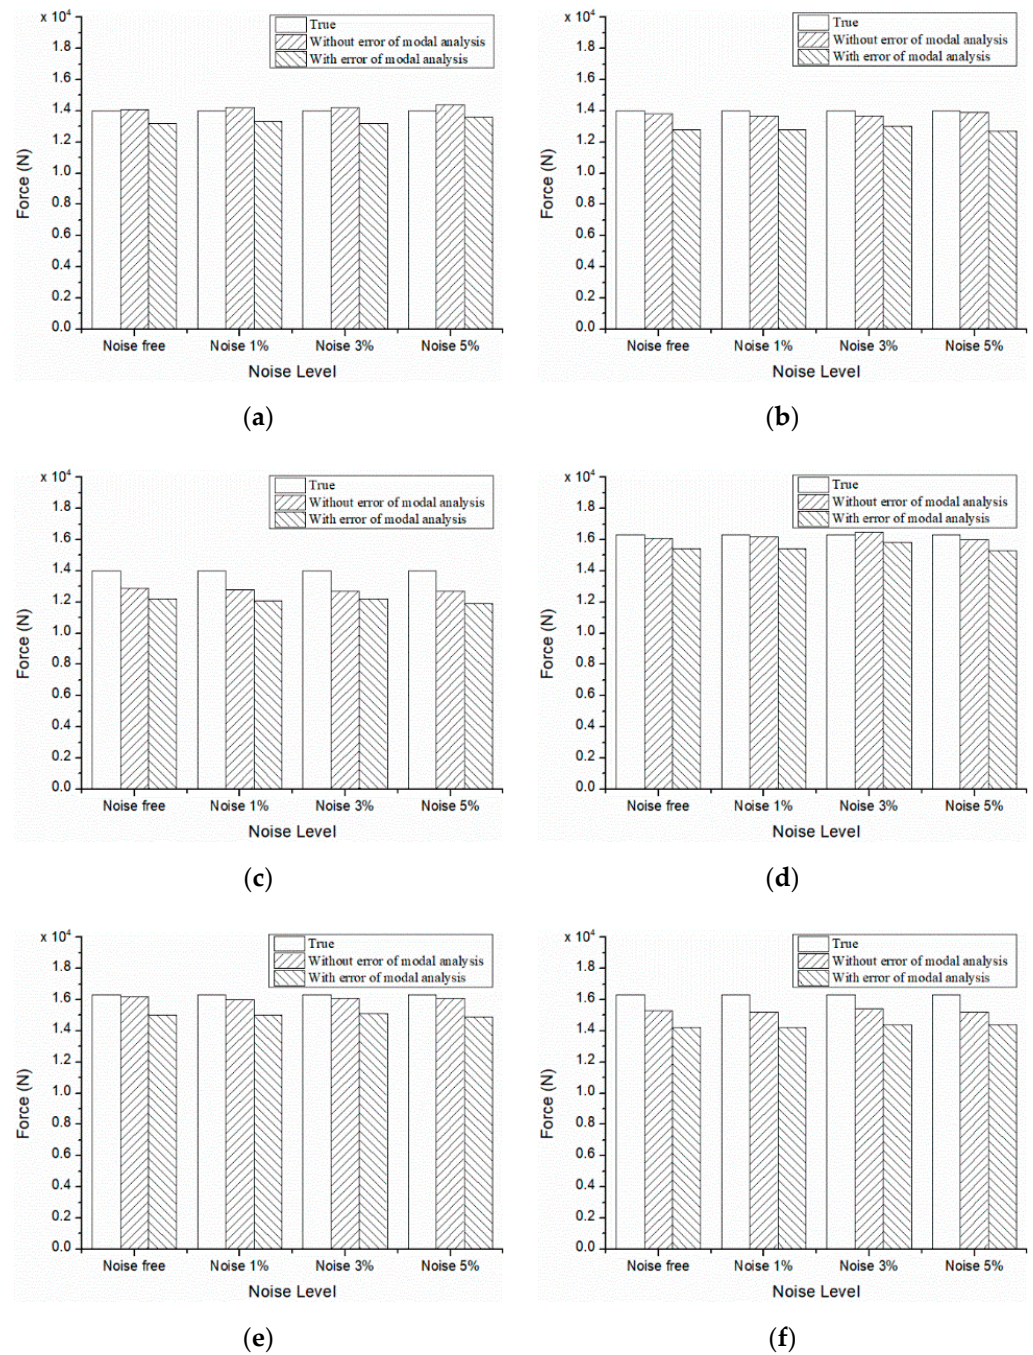 x 10⁴
True
Without error of modal analysis
With error of modal analysis
2.0
1.8
1.6
1.4
1.2
1.0
0.8
0.6
0.4
0.2
0.0
Force (N)
Noise free Noise 1% Noise 3% Noise 5%
Noise Level
(a)
x 10⁴
True
Without error of modal analysis
With error of modal analysis
2.0
1.8
1.6
1.4
1.2
1.0
0.8
0.6
0.4
0.2
0.0
Force (N)
Noise free Noise 1% Noise 3% Noise 5%
Noise Level
(b)
x 10⁴
True
Without error of modal analysis
With error of modal analysis
2.0
1.8
1.6
1.4
1.2
1.0
0.8
0.6
0.4
0.2
0.0
Force (N)
Noise free Noise 1% Noise 3% Noise 5%
Noise Level
(c)
x 10⁴
True
Without error of modal analysis
With error of modal analysis
2.0
1.8
1.6
1.4
1.2
1.0
0.8
0.6
0.4
0.2
0.0
Force (N)
Noise free Noise 1% Noise 3% Noise 5%
Noise Level
(d)
x 10⁴
True
Without error of modal analysis
With error of modal analysis
2.0
1.8
1.6
1.4
1.2
1.0
0.8
0.6
0.4
0.2
0.0
Force (N)
Noise free Noise 1% Noise 3% Noise 5%
Noise Level
(e)
x 10⁴
True
Without error of modal analysis
With error of modal analysis
2.0
1.8
1.6
1.4
1.2
1.0
0.8
0.6
0.4
0.2
0.0
Force (N)
Noise free Noise 1% Noise 3% Noise 5%
Noise Level
(f)